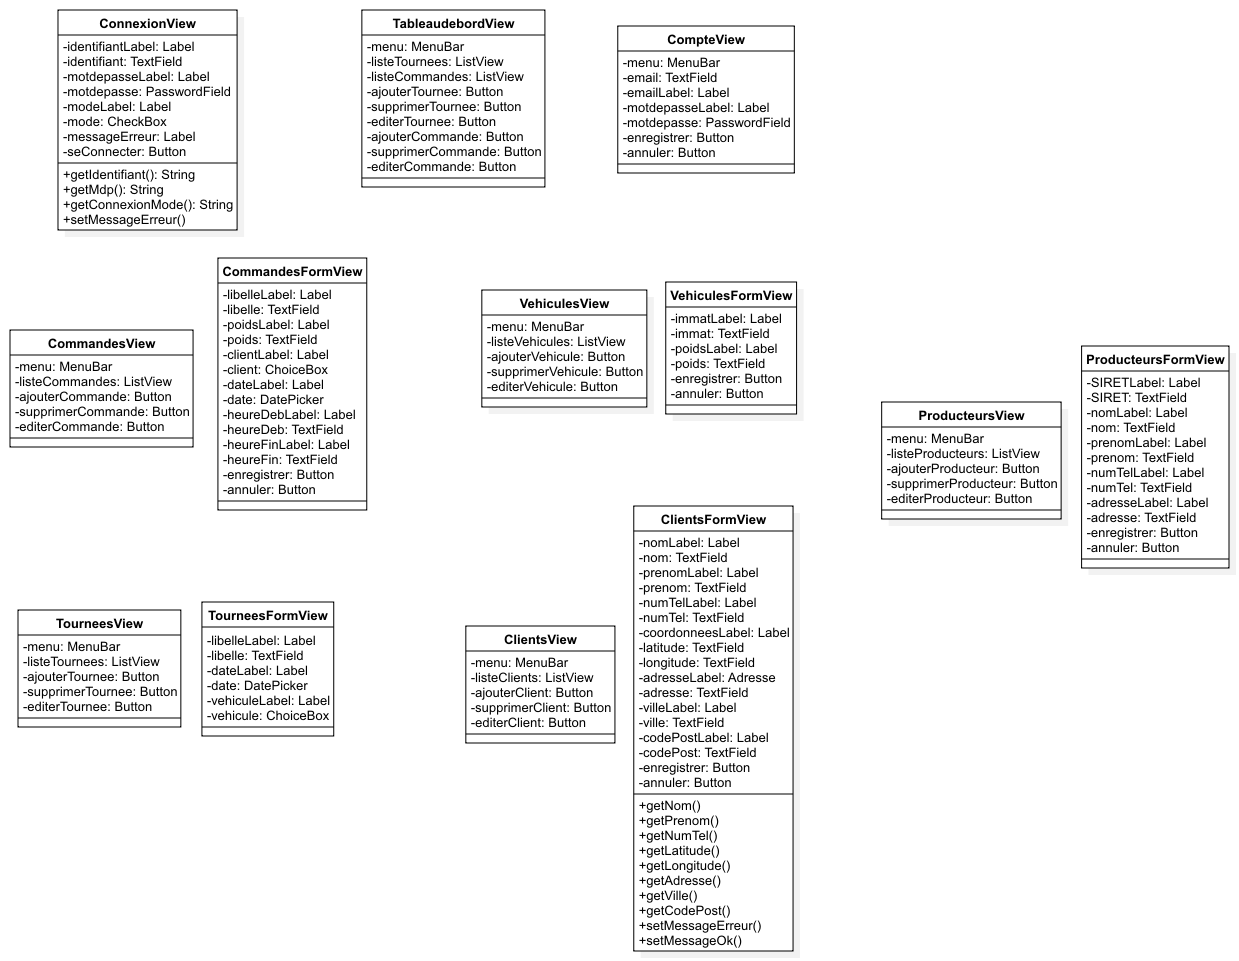 ConnexionView
-identifiantLabel: Label
-identifiant: TextField
-motdepasseLabel: Label
-motdepasse: PasswordField
-modeLabel: Label
-mode: CheckBox
-messageErreur: Label
-seConnecter: Button
+getIdentifiant(): String
+getMdp(): String
+getConnexionMode(): String
+setMessageErreur()
TableaudebordView
-menu: MenuBar
-listeTournees: ListView
-listeCommandes: ListView
-ajouterTournee: Button
-supprimerTournee: Button
-editerTournee: Button
-ajouterCommande: Button
-supprimerCommande: Button
-editerCommande: Button
CompteView
-menu: MenuBar
-email: TextField
-emailLabel: Label
-motdepasseLabel: Label
-motdepasse: PasswordField
-enregistrer: Button
-annuler: Button
CommandesView
-menu: MenuBar
-listeCommandes: ListView
-ajouterCommande: Button
-supprimerCommande: Button
-editerCommande: Button
CommandesFormView
-libelleLabel: Label
-libelle: TextField
-poidsLabel: Label
-poids: TextField
-clientLabel: Label
-client: ChoiceBox
-dateLabel: Label
-date: DatePicker
-heureDebLabel: Label
-heureDeb: TextField
-heureFinLabel: Label
-heureFin: TextField
-enregistrer: Button
-annuler: Button
VehiculesView
-menu: MenuBar
-listeVehicules: ListView
-ajouterVehicule: Button
-supprimerVehicule: Button
-editerVehicule: Button
VehiculesFormView
-immatLabel: Label
-immat: TextField
-poidsLabel: Label
-poids: TextField
-enregistrer: Button
-annuler: Button
ProducteursView
-menu: MenuBar
-listeProducteurs: ListView
-ajouterProducteur: Button
-supprimerProducteur: Button
-editerProducteur: Button
ProducteursFormView
-SIRETLabel: Label
-SIRET: TextField
-nomLabel: Label
-nom: TextField
-prenomLabel: Label
-prenom: TextField
-numTelLabel: Label
-numTel: TextField
-adresseLabel: Label
-adresse: TextField
-enregistrer: Button
-annuler: Button
TourneesView
-menu: MenuBar
-listeTournees: ListView
-ajouterTournee: Button
-supprimerTournee: Button
-editerTournee: Button
TourneesFormView
-libelleLabel: Label
-libelle: TextField
-dateLabel: Label
-date: DatePicker
-vehiculeLabel: Label
-vehicule: ChoiceBox
ClientsView
-menu: MenuBar
-listeClients: ListView
-ajouterClient: Button
-supprimerClient: Button
-editerClient: Button
ClientsFormView
-nomLabel: Label
-nom: TextField
-prenomLabel: Label
-prenom: TextField
-numTelLabel: Label
-numTel: TextField
-coordonneesLabel: Label
-latitude: TextField
-longitude: TextField
-adresseLabel: Adresse
-adresse: TextField
-villeLabel: Label
-ville: TextField
-codePostLabel: Label
-codePost: TextField
-enregistrer: Button
-annuler: Button
+getNom()
+getPrenom()
+getNumTel()
+getLatitude()
+getLongitude()
+getAdresse()
+getVille()
+getCodePost()
+setMessageErreur()
+setMessageOk()